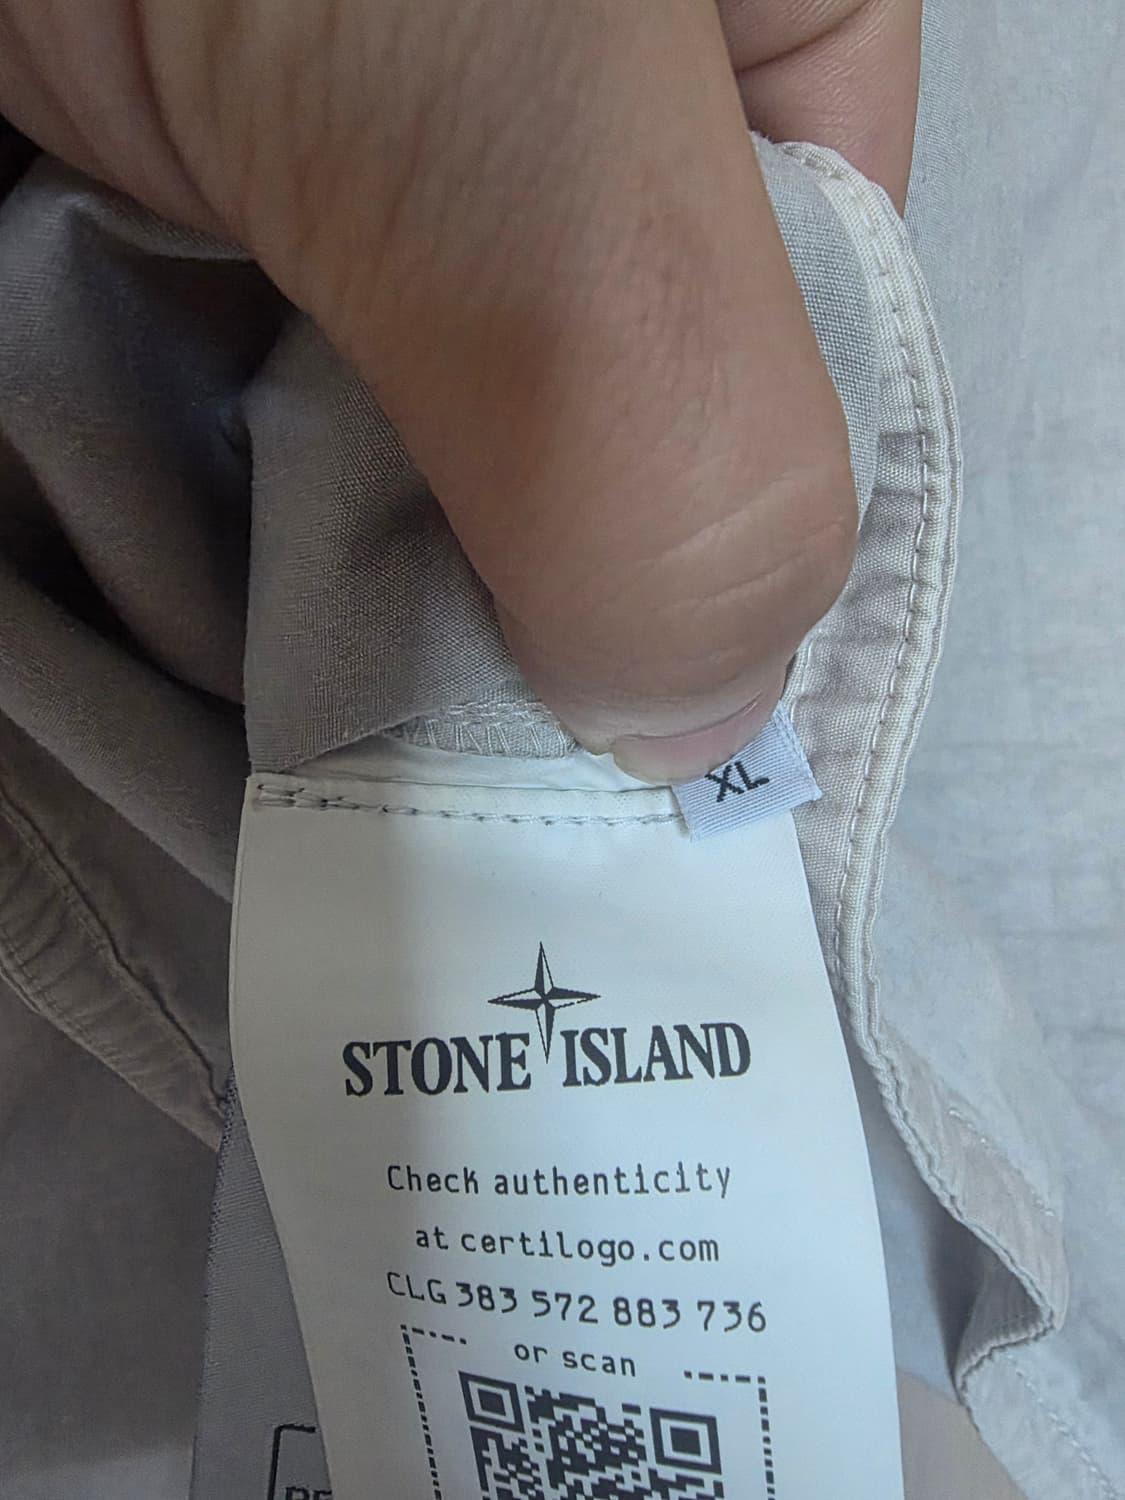 XL
STONE ISLAND
Check authenticity
at certilogo.com
CLG 383 572 883 736
or scan